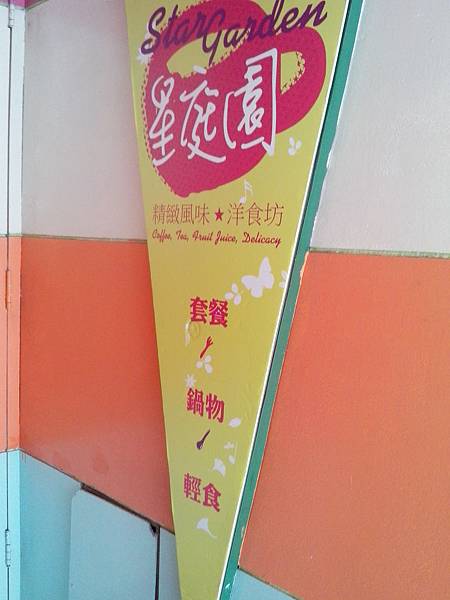 Star Garden
星庭園
精緻風味★洋食坊
Coffee, Tea, Fruit Juice, Delicacy
套餐
鍋物
輕食